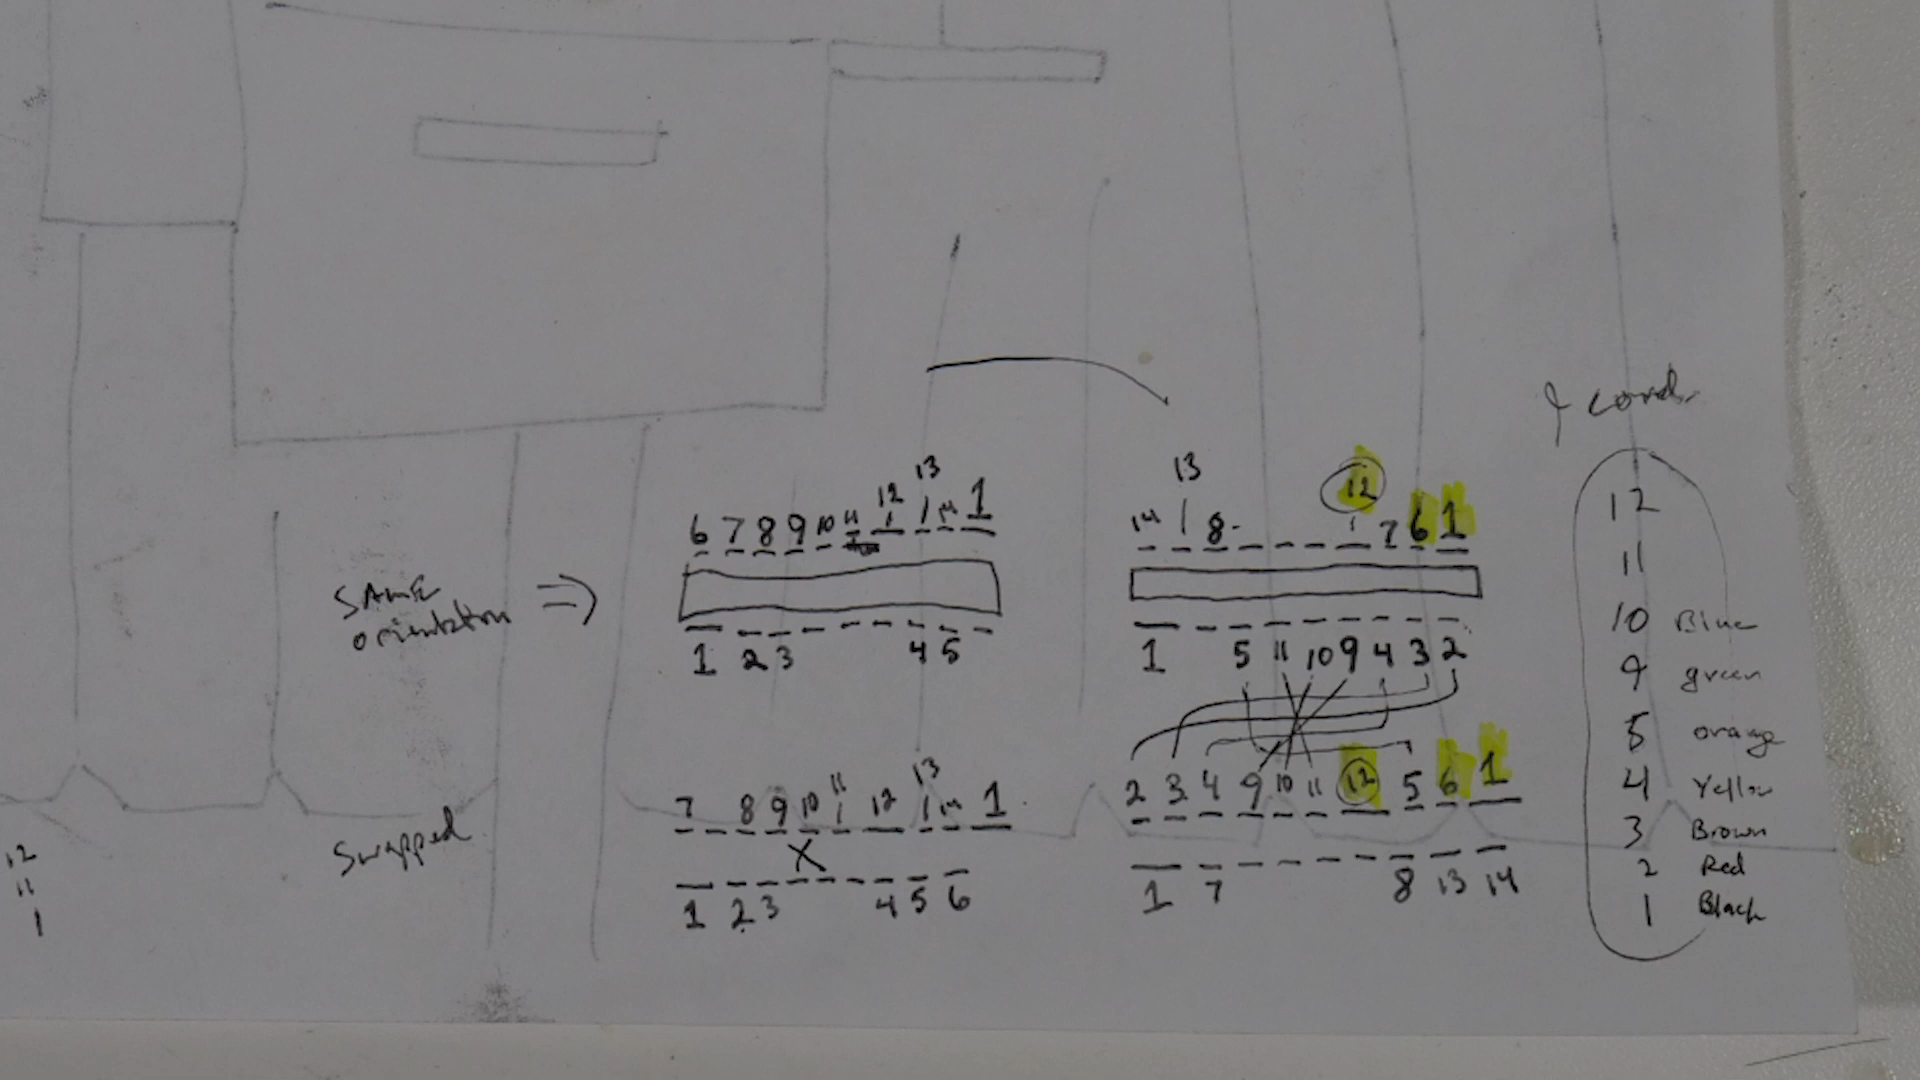 13
12
6 7 8 9 10 11 1 14 1
SAME
orientation
1 2 3 4 5
13
12
14 8 1 7 6 1
1 5 11 10 9 4 3 2
13
11
7 8 9 10 12 14 1
Swapped
X
1 2 3 4 5 6
2 3 4 9 10 11 12 5 6 1
1 7 8 13 14
12
11
10 Blue
9 green
5 orange
4 Yellow
3 Brown
2 Red
1 Black
12
11
1